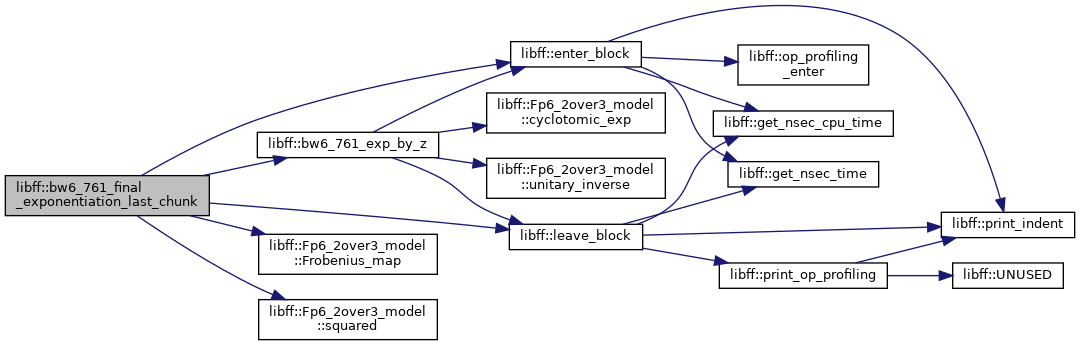 libff::bw6_761_final
_exponentiation_last_chunk
libff::bw6_761_exp_by_z
libff::Fp6_2over3_model
::Frobenius_map
libff::Fp6_2over3_model
::squared
libff::enter_block
libff::Fp6_2over3_model
::cyclotomic_exp
libff::Fp6_2over3_model
::unitary_inverse
libff::leave_block
libff::op_profiling
_enter
libff::get_nsec_cpu_time
libff::get_nsec_time
libff::print_op_profiling
libff::print_indent
libff::UNUSED